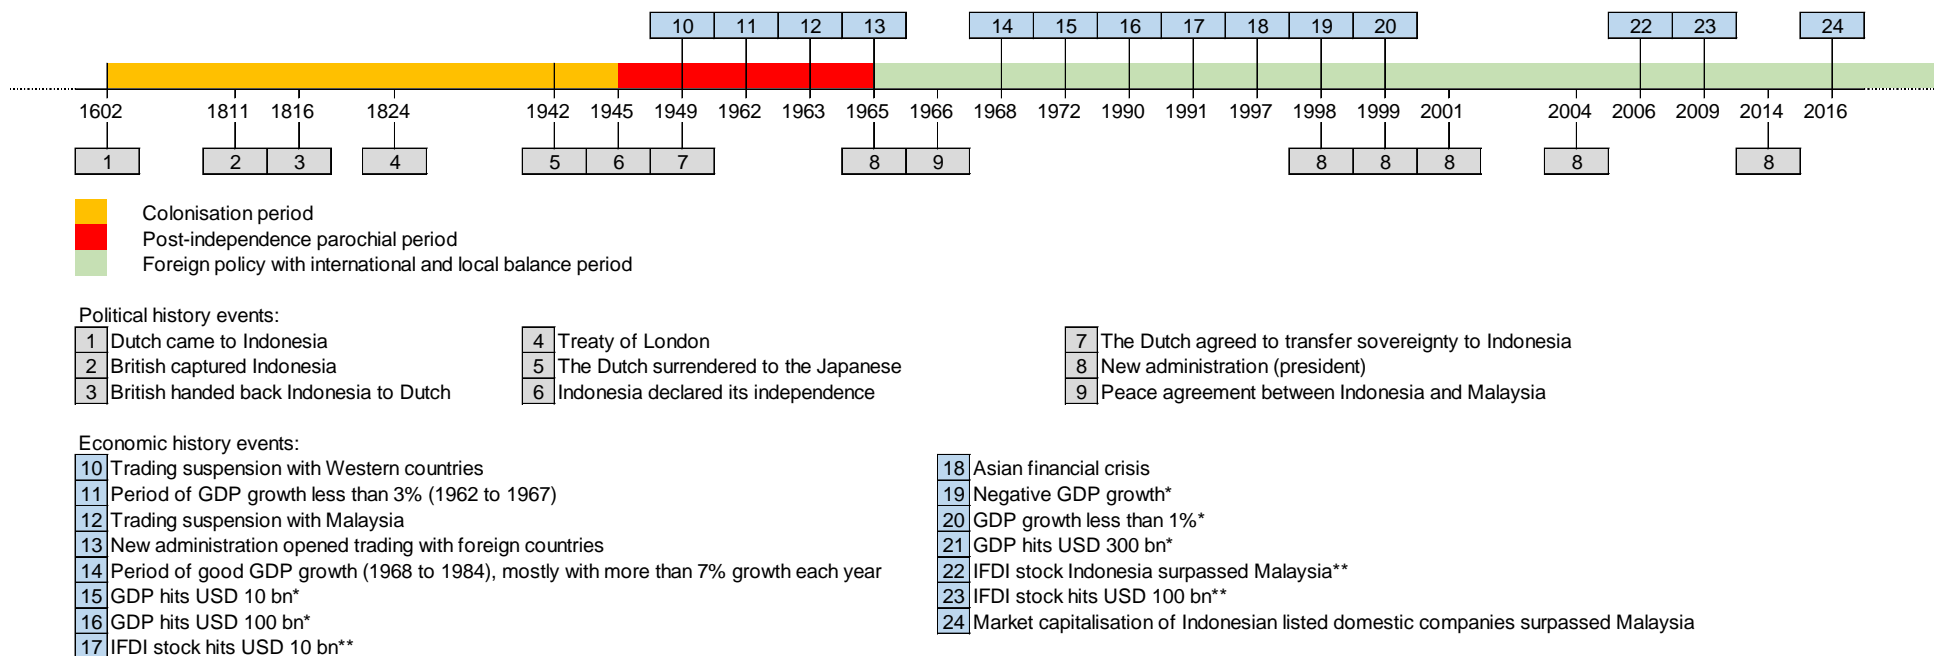 10 11 12 13 14 15 16 17 18 19 20 22 23 24
1602 1811 1816 1824 1942 1945 1949 1962 1963 1965 1966 1968 1972 1990 1991 1997 1998 1999 2001 2004 2006 2009 2014 2016
1 2 3 4 5 6 7 8 9 8 8 8 8 8
Colonisation period
Post-independence parochial period
Foreign policy with international and local balance period
Political history events:
1 Dutch came to Indonesia
2 British captured Indonesia
3 British handed back Indonesia to Dutch
4 Treaty of London
5 The Dutch surrendered to the Japanese
6 Indonesia declared its independence
7 The Dutch agreed to transfer sovereignty to Indonesia
8 New administration (president)
9 Peace agreement between Indonesia and Malaysia
Economic history events:
10 Trading suspension with Western countries
11 Period of GDP growth less than 3% (1962 to 1967)
12 Trading suspension with Malaysia
13 New administration opened trading with foreign countries
14 Period of good GDP growth (1968 to 1984), mostly with more than 7% growth each year
15 GDP hits USD 10 bn*
16 GDP hits USD 100 bn*
17 IFDI stock hits USD 10 bn**
18 Asian financial crisis
19 Negative GDP growth*
20 GDP growth less than 1%*
21 GDP hits USD 300 bn*
22 IFDI stock Indonesia surpassed Malaysia**
23 IFDI stock hits USD 100 bn**
24 Market capitalisation of Indonesian listed domestic companies surpassed Malaysia